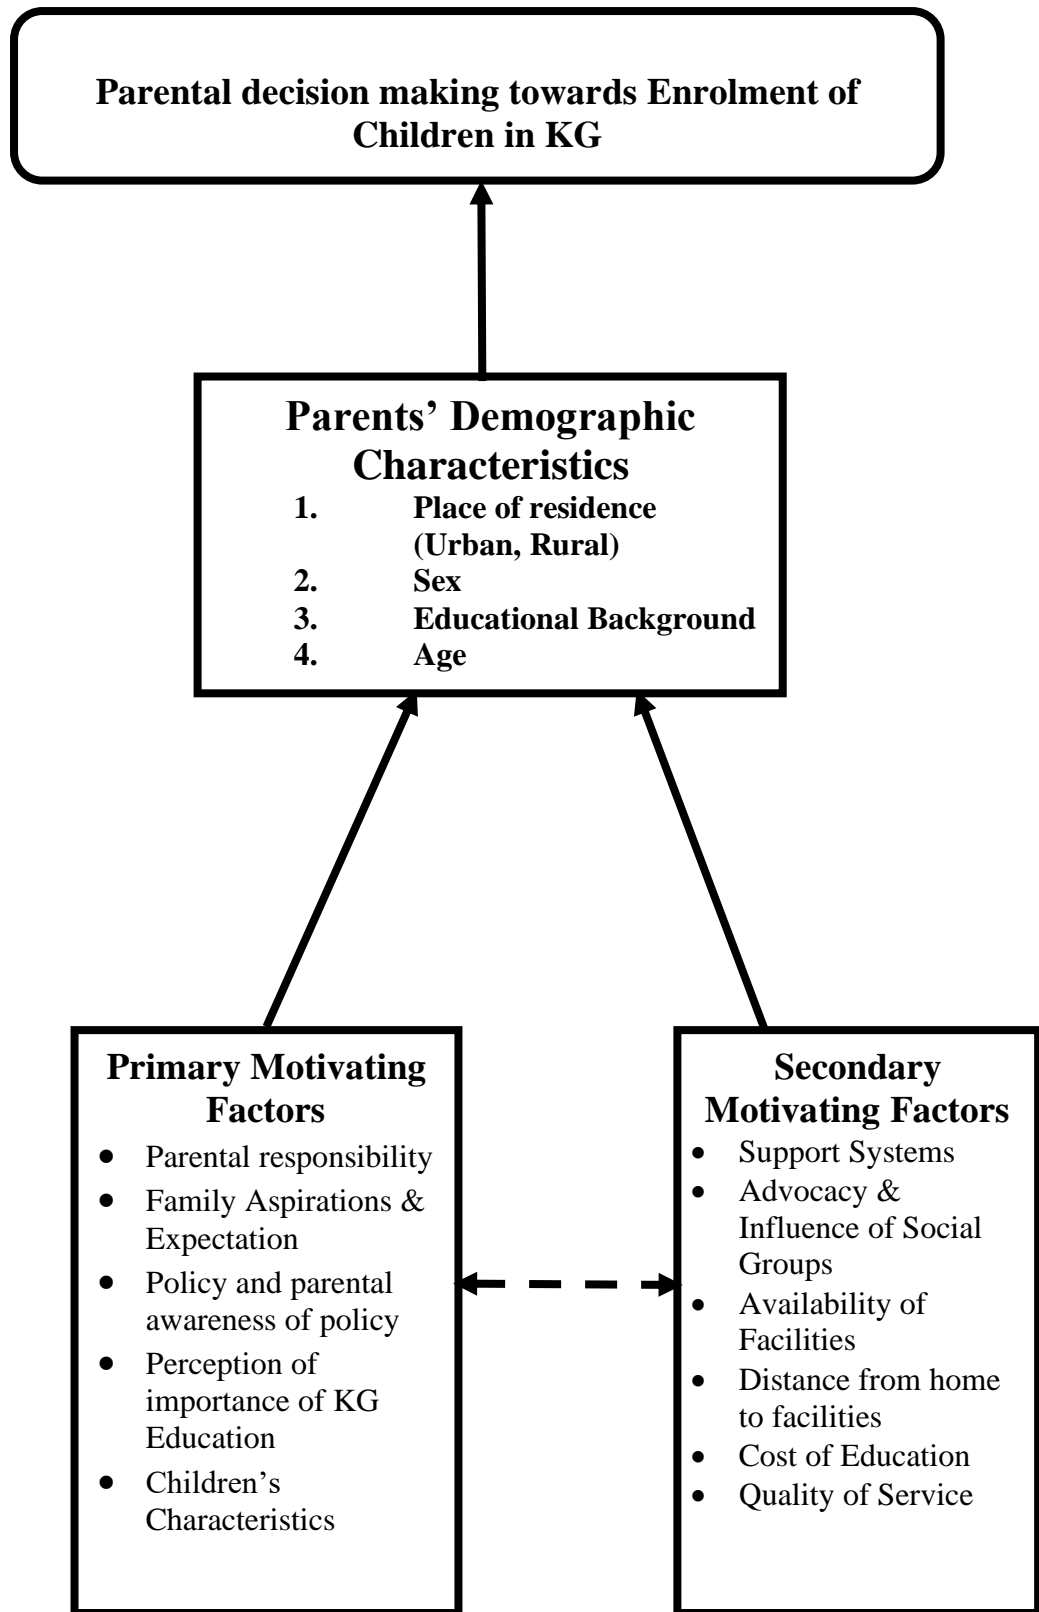 Parental decision making towards Enrolment of
Children in KG
Parents’ Demographic
Characteristics
1. Place of residence
(Urban, Rural)
2. Sex
3. Educational Background
4. Age
Primary Motivating
Factors
• Parental responsibility
• Family Aspirations &
Expectation
• Policy and parental
awareness of policy
• Perception of
importance of KG
Education
• Children’s
Characteristics
Secondary
Motivating Factors
• Support Systems
• Advocacy &
Influence of Social
Groups
• Availability of
Facilities
• Distance from home
to facilities
• Cost of Education
• Quality of Service